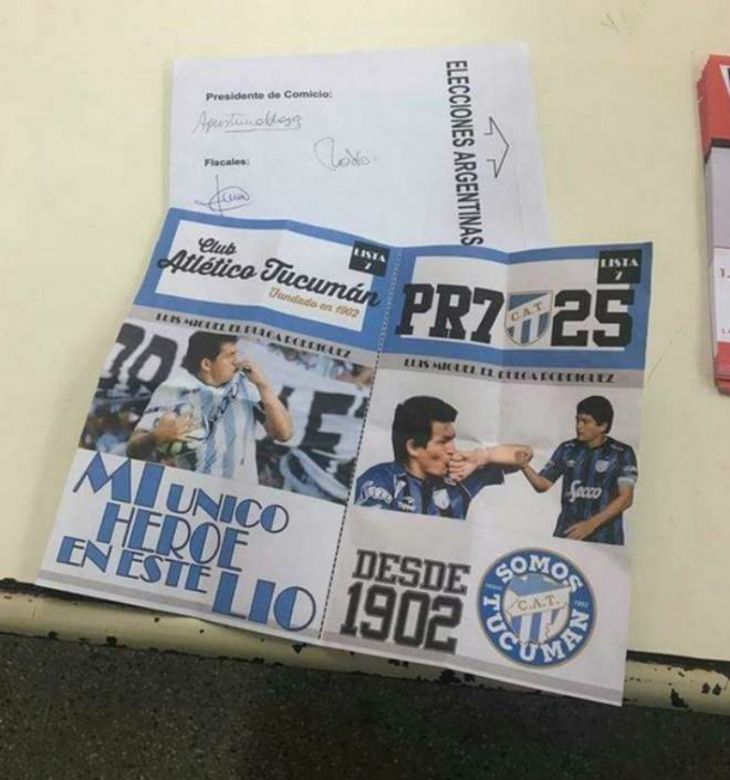 Presidente de Comicio:
Fiscales:
ELECCIONES ARGENTINAS
Club
Atlético Tucumán
Fundado en 1902
LISTA
7
LUIS MIGUEL EL PULGA RODRIGUEZ
MI UNICO
HEROE
EN ESTE LIO
LISTA
7
PR7 C.A.T. 25
LUIS MIGUEL EL PULGA RODRIGUEZ
Secco
DESDE
1902
SOMOS
C.A.T.
1902
TUCUMAN